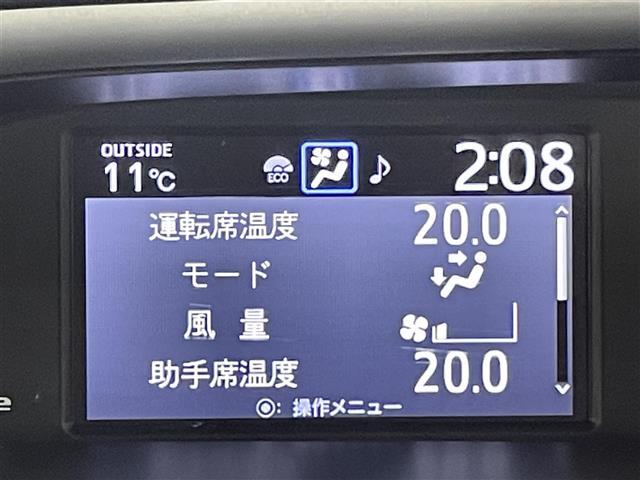 OUTSIDE
11℃
ECO
2:08
運転席温度 20.0
モード
風量
助手席温度 20.0
◎: 操作メニュー
e